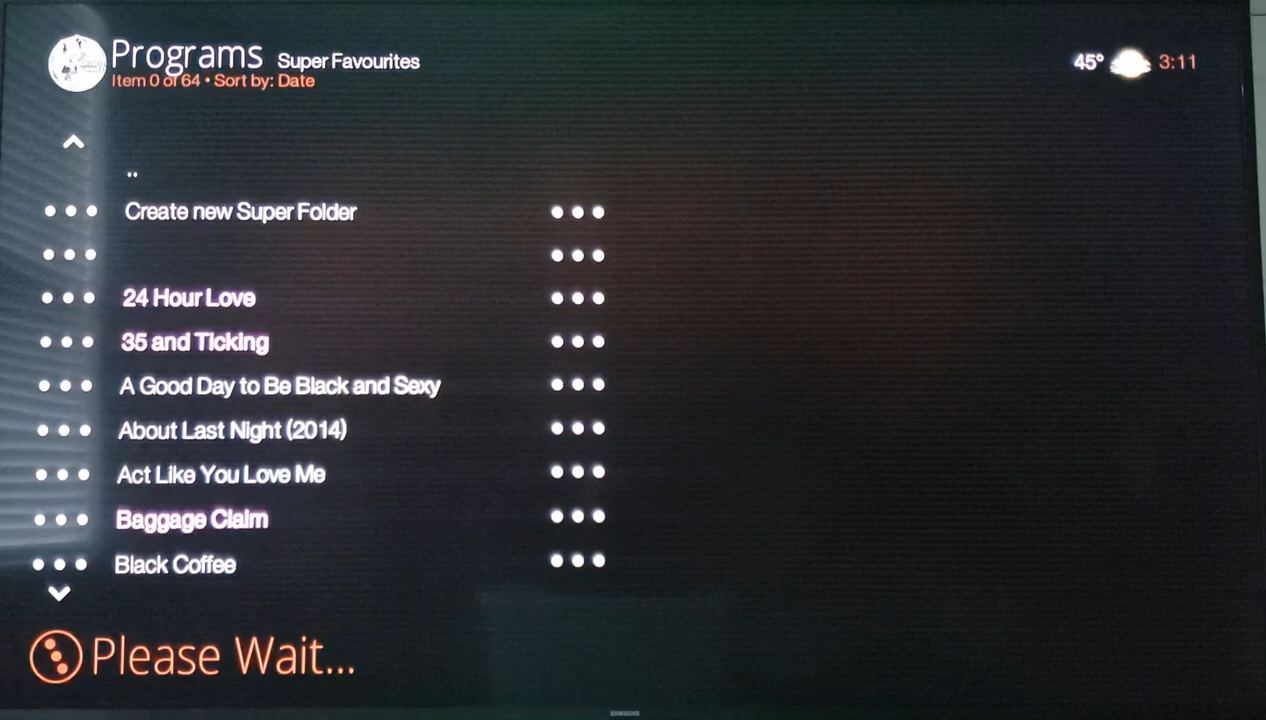 Programs Super Favourites
Item 0 of 64 • Sort by: Date
45° 3:11
..
Create new Super Folder
24 Hour Love
35 and Ticking
A Good Day to Be Black and Sexy
About Last Night (2014)
Act Like You Love Me
Baggage Claim
Black Coffee
Please Wait...